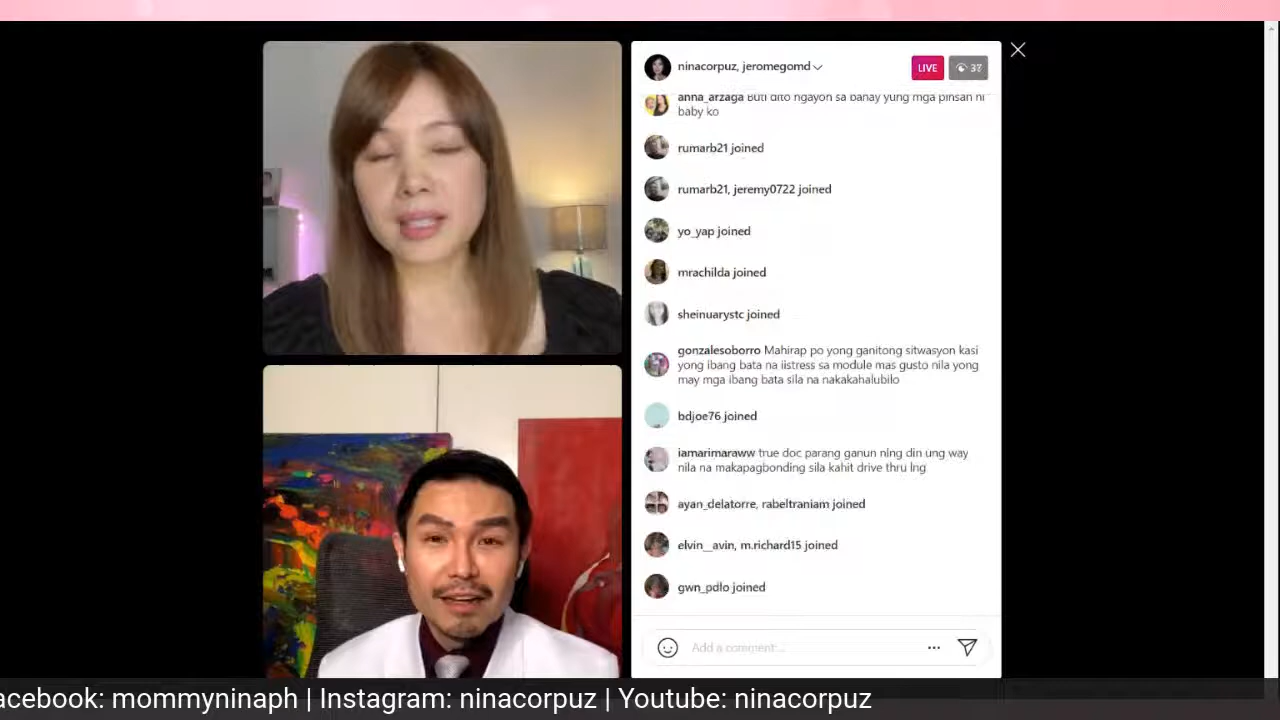 ninacorpuz, jeromegomd
LIVE
37
anna_arzaga Buti dito ngayon sa bahay yung mga pinsan ni
baby ko
rumarb21 joined
rumarb21, jeremy0722 joined
yo_yap joined
mrachilda joined
sheinuarystc joined
gonzalesoborro Mahirap po yong ganitong sitwasyon kasi
yong ibang bata na iistress sa module mas gusto nila yong
may mga ibang bata sila na nakakahalubilo
bdjoe76 joined
iamarimaraww true doc parang ganun ning din ung way
nila na makapagbonding sila kahit drive thru lng
ayan_delatorre, rabeltraniam joined
elvin__avin, m.richard15 joined
gwn_pdlo joined
Add a comment...
acebook: mommyninaph | Instagram: ninacorpuz | Youtube: ninacorpuz